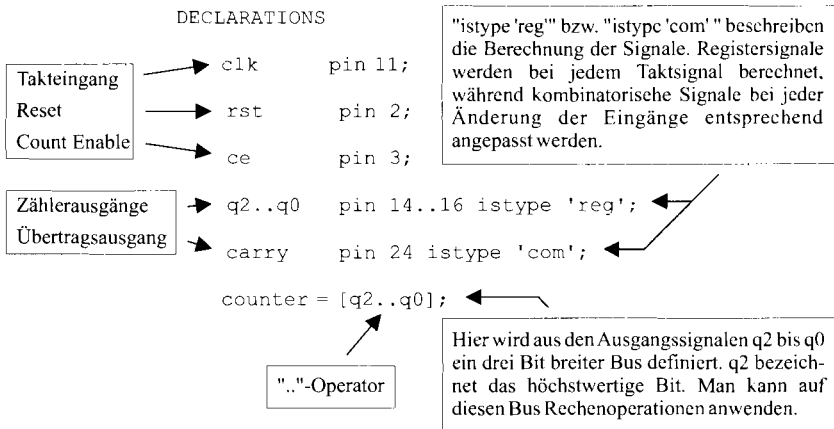 DECLARATIONS
"istype 'reg'" bzw. "istype 'com' " beschreiben
die Berechnung der Signale. Registersignale
werden bei jedem Taktsignal berechnet,
während kombinatorische Signale bei jeder
Änderung der Eingänge entsprechend
angepasst werden.
Takteingang
Reset
Count Enable
clk pin 11;
rst pin 2;
ce pin 3;
Zählerausgänge
Übertragsausgang
q2..q0 pin 14..16 istype 'reg';
carry pin 24 istype 'com';
counter = [q2..q0];
".."-Operator
Hier wird aus den Ausgangssignalen q2 bis q0
ein drei Bit breiter Bus definiert. q2 bezeich-
net das höchstwertige Bit. Man kann auf
diesen Bus Rechenoperationen anwenden.